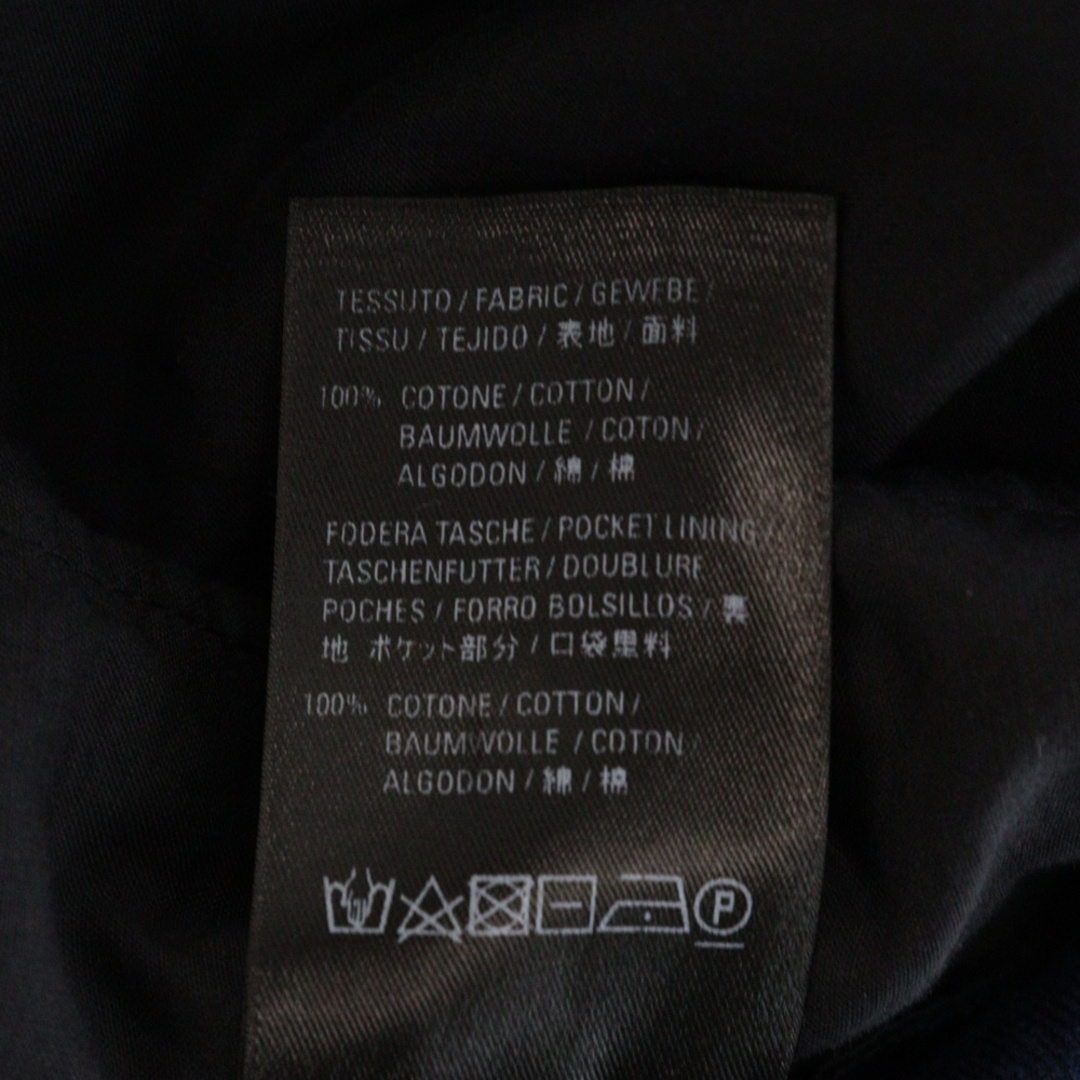 TESSUTO / FABRIC / GEWEBE /
TISSU / TEJIDO / 表地 / 面料
100% COTONE / COTTON /
BAUMWOLLE / COTON /
ALGODON / 綿 / 棉
FODERA TASCHE / POCKET LINING /
TASCHENFUTTER / DOUBLURE
POCHES / FORRO BOLSILLOS / 裏
地 ポケット部分 / 口袋里料
100% COTONE / COTTON /
BAUMWOLLE / COTON /
ALGODON / 綿 / 棉
P